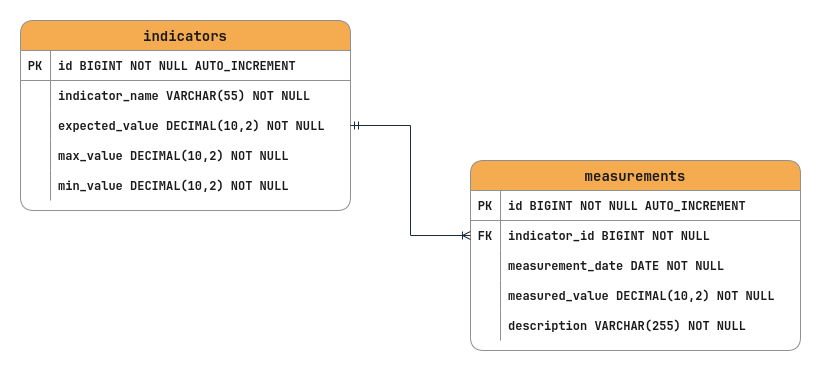 indicators
PK id BIGINT NOT NULL AUTO_INCREMENT
indicator_name VARCHAR(55) NOT NULL
expected_value DECIMAL(10,2) NOT NULL
max_value DECIMAL(10,2) NOT NULL
min_value DECIMAL(10,2) NOT NULL
measurements
PK id BIGINT NOT NULL AUTO_INCREMENT
FK indicator_id BIGINT NOT NULL
measurement_date DATE NOT NULL
measured_value DECIMAL(10,2) NOT NULL
description VARCHAR(255) NOT NULL